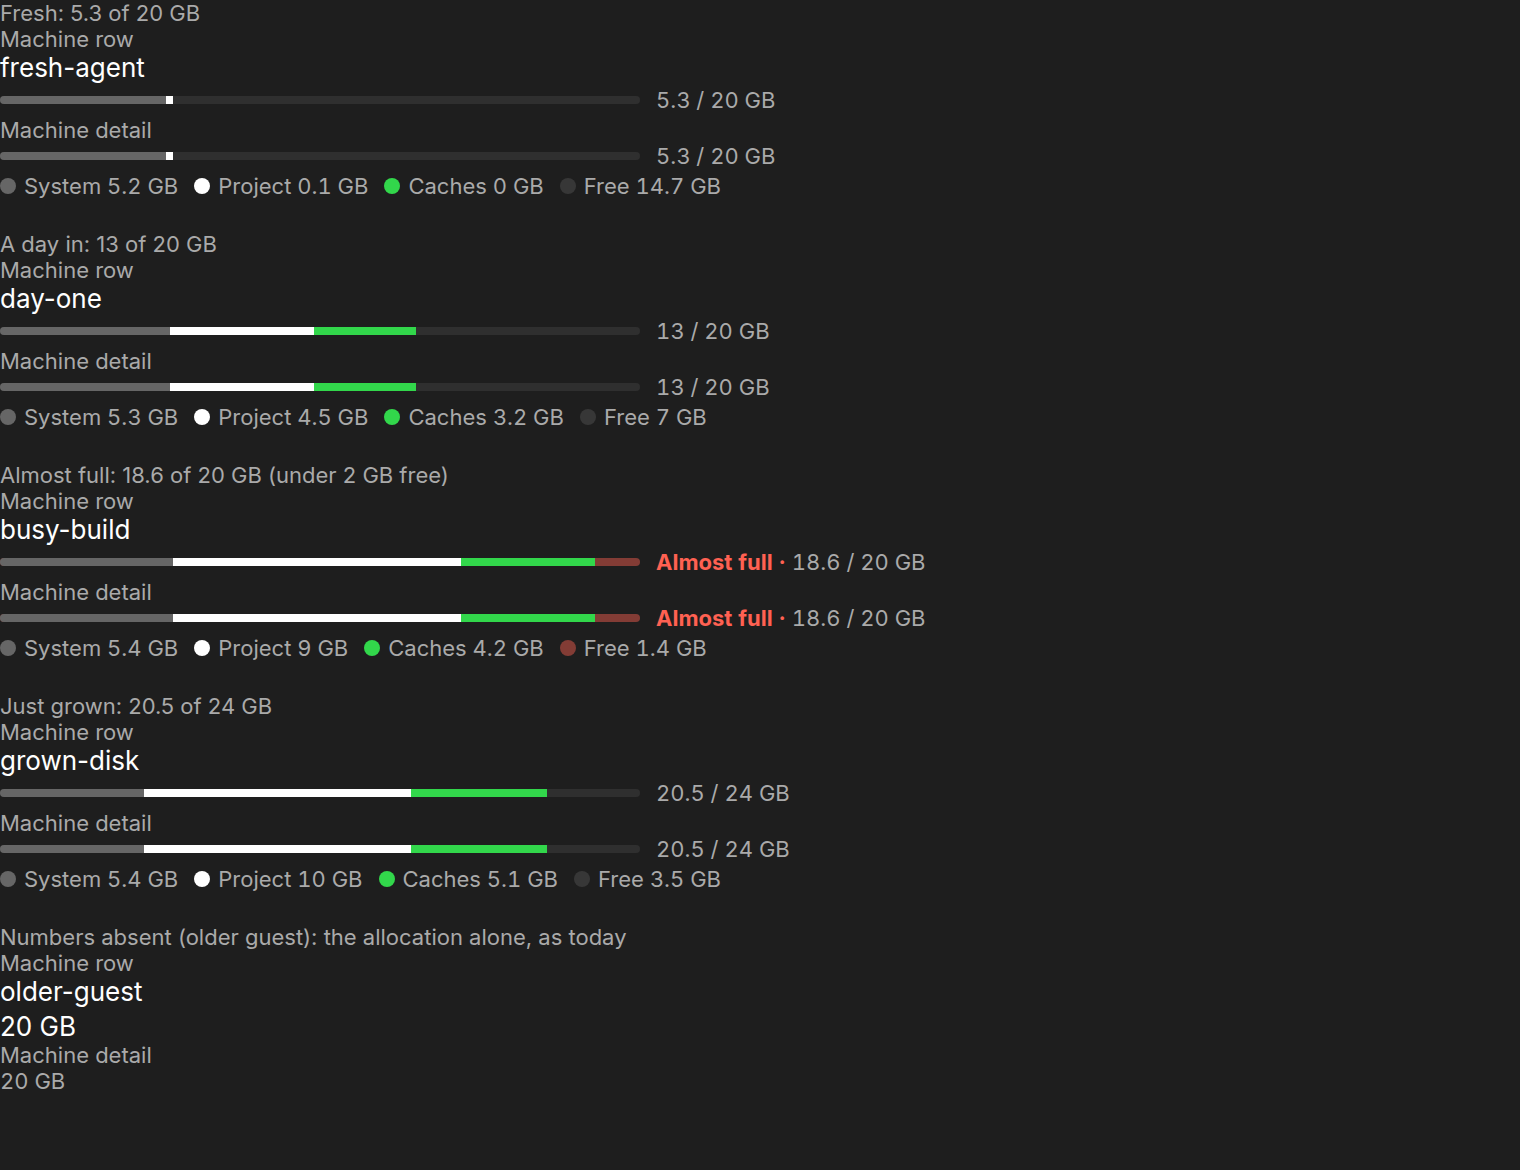 Fresh: 5.3 of 20 GB
Machine row
fresh-agent
5.3 / 20 GB
Machine detail
5.3 / 20 GB
System 5.2 GB Project 0.1 GB Caches 0 GB Free 14.7 GB
A day in: 13 of 20 GB
Machine row
day-one
13 / 20 GB
Machine detail
13 / 20 GB
System 5.3 GB Project 4.5 GB Caches 3.2 GB Free 7 GB
Almost full: 18.6 of 20 GB (under 2 GB free)
Machine row
busy-build
Almost full · 18.6 / 20 GB
Machine detail
Almost full · 18.6 / 20 GB
System 5.4 GB Project 9 GB Caches 4.2 GB Free 1.4 GB
Just grown: 20.5 of 24 GB
Machine row
grown-disk
20.5 / 24 GB
Machine detail
20.5 / 24 GB
System 5.4 GB Project 10 GB Caches 5.1 GB Free 3.5 GB
Numbers absent (older guest): the allocation alone, as today
Machine row
older-guest
20 GB
Machine detail
20 GB